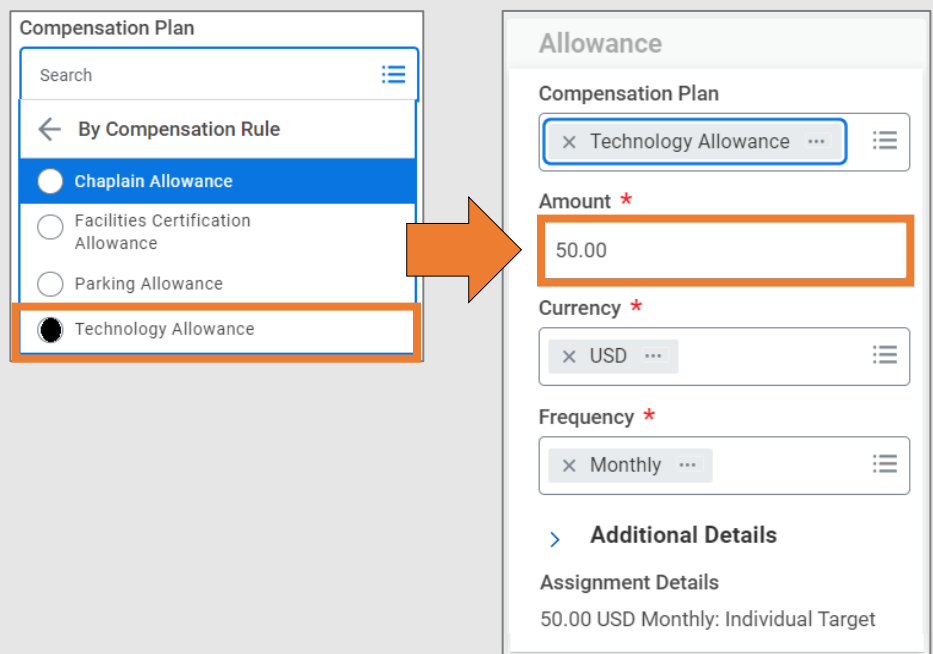 Compensation Plan
Search
By Compensation Rule
Chaplain Allowance
Facilities Certification
Allowance
Parking Allowance
Technology Allowance
Allowance
Compensation Plan
× Technology Allowance ···
Amount *
50.00
Currency *
× USD ···
Frequency *
× Monthly ···
Additional Details
Assignment Details
50.00 USD Monthly: Individual Target